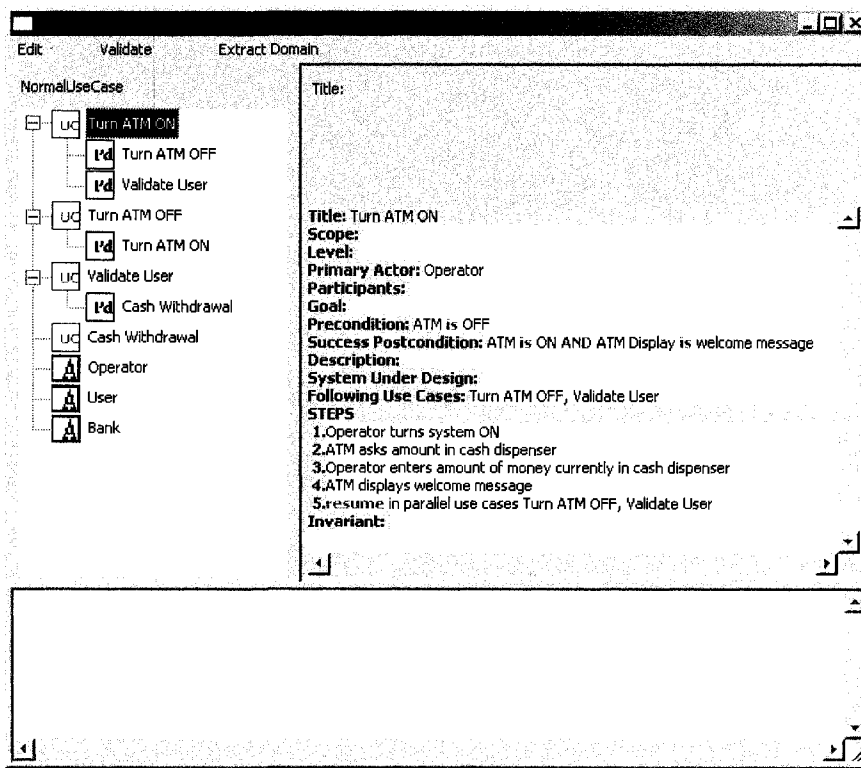 Edit Validate Extract Domain
NormalUseCase
UC Turn ATM ON
Turn ATM OFF
Validate User
UC Turn ATM OFF
Turn ATM ON
UC Validate User
Cash Withdrawal
UC Cash Withdrawal
Operator
User
Bank
Title:
Title: Turn ATM ON
Scope:
Level:
Primary Actor: Operator
Participants:
Goal:
Precondition: ATM is OFF
Success Postcondition: ATM is ON AND ATM Display is welcome message
Description:
System Under Design:
Following Use Cases: Turn ATM OFF, Validate User
STEPS
1.Operator turns system ON
2.ATM asks amount in cash dispenser
3.Operator enters amount of money currently in cash dispenser
4.ATM displays welcome message
5.resume in parallel use cases Turn ATM OFF, Validate User
Invariant: